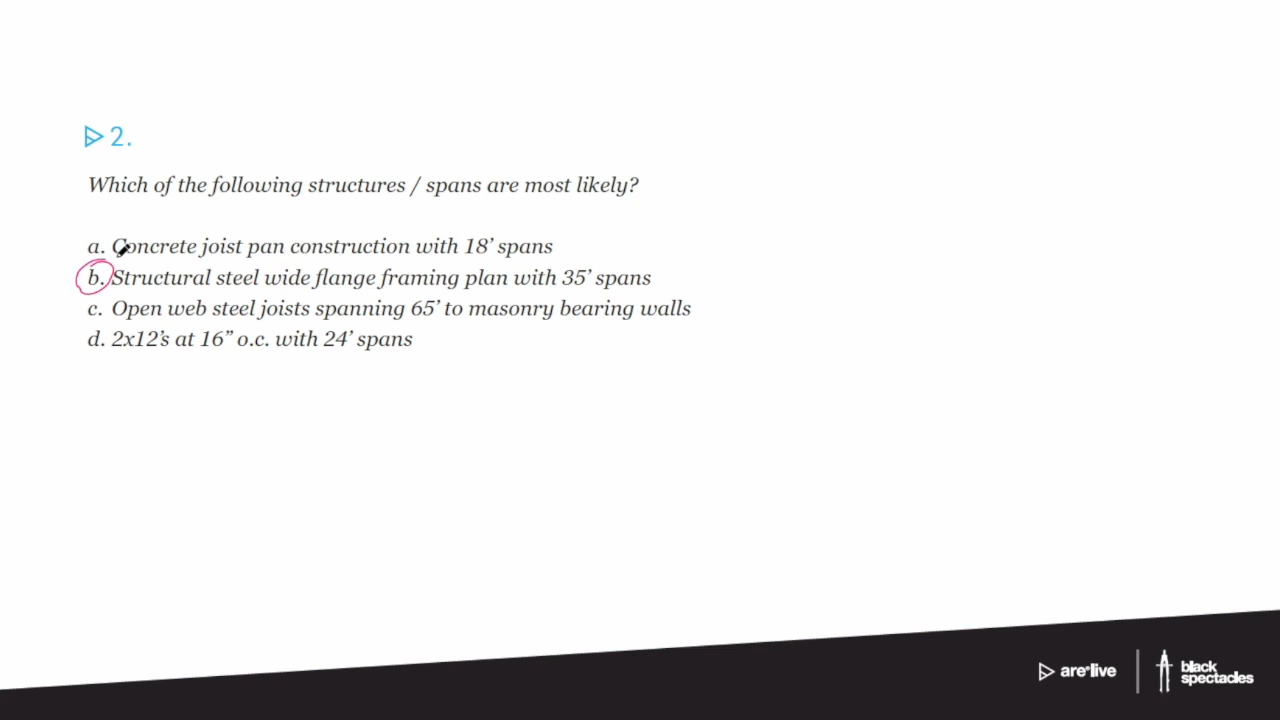 2.
Which of the following structures / spans are most likely?
a. Concrete joist pan construction with 18’ spans
b. Structural steel wide flange framing plan with 35’ spans
c. Open web steel joists spanning 65’ to masonry bearing walls
d. 2x12’s at 16” o.c. with 24’ spans
are®live
black
spectacles